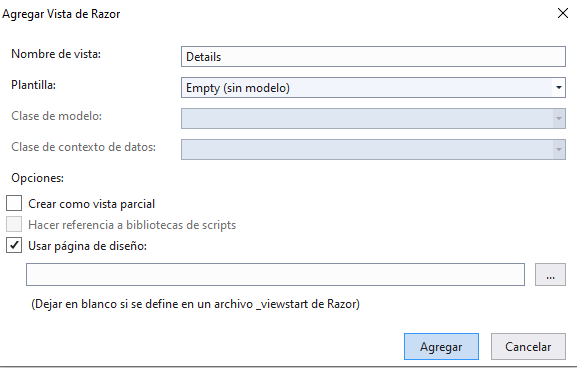 Agregar Vista de Razor
Nombre de vista: Details
Plantilla: Empty (sin modelo)
Clase de modelo:
Clase de contexto de datos:
Opciones:
Crear como vista parcial
Hacer referencia a bibliotecas de scripts
Usar página de diseño:
...
(Dejar en blanco si se define en un archivo _viewstart de Razor)
Agregar Cancelar